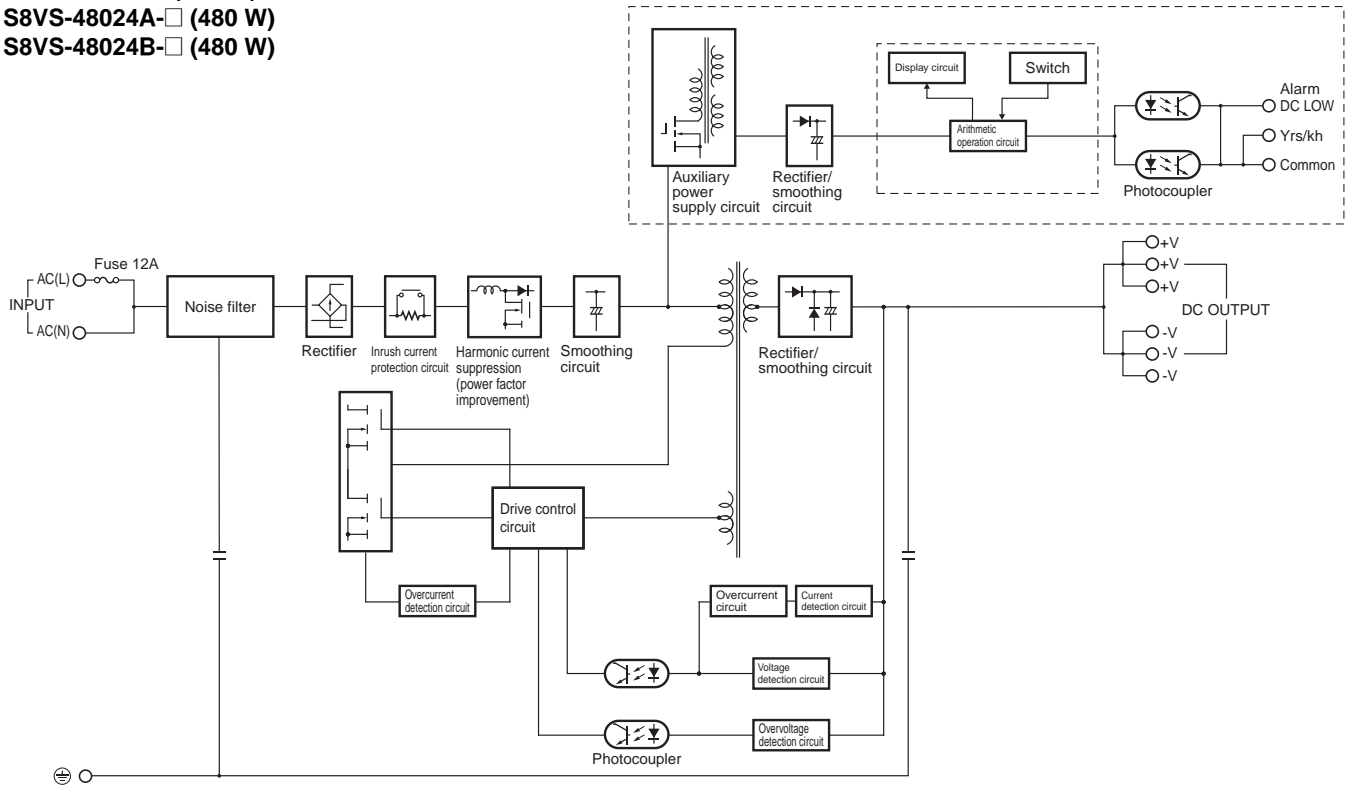 S8VS-48024A-□ (480 W)
S8VS-48024B-□ (480 W)
Display circuit
Switch
Arithmetic
operation circuit
Alarm
DC LOW
Yrs/kh
Common
Photocoupler
Auxiliary
power
supply circuit
Rectifier/
smoothing
circuit
INPUT
AC(L)
Fuse 12A
AC(N)
Noise filter
Rectifier
Inrush current
protection circuit
Harmonic current
suppression
(power factor
improvement)
Smoothing
circuit
Rectifier/
smoothing circuit
+V
+V
+V
DC OUTPUT
-V
-V
-V
Drive control
circuit
Overcurrent
detection circuit
Overcurrent
circuit
Current
detection circuit
Voltage
detection circuit
Overvoltage
detection circuit
Photocoupler